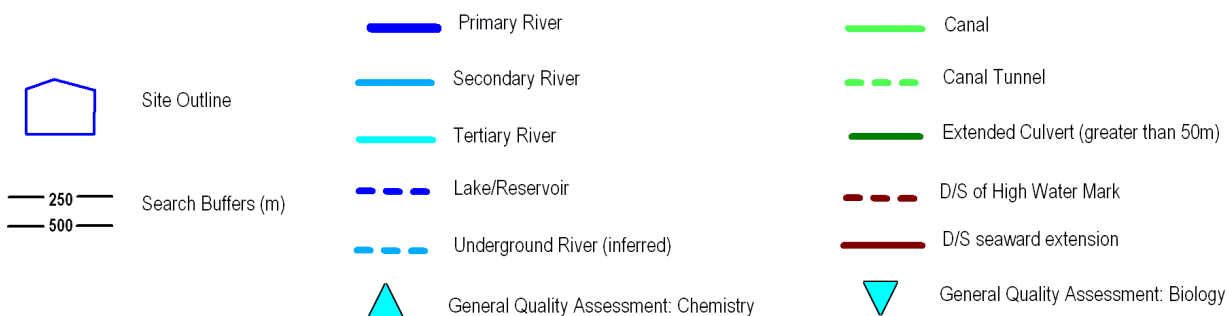 Site Outline
250
500
Search Buffers (m)
Primary River
Secondary River
Tertiary River
Lake/Reservoir
Underground River (inferred)
General Quality Assessment: Chemistry
Canal
Canal Tunnel
Extended Culvert (greater than 50m)
D/S of High Water Mark
D/S seaward extension
General Quality Assessment: Biology